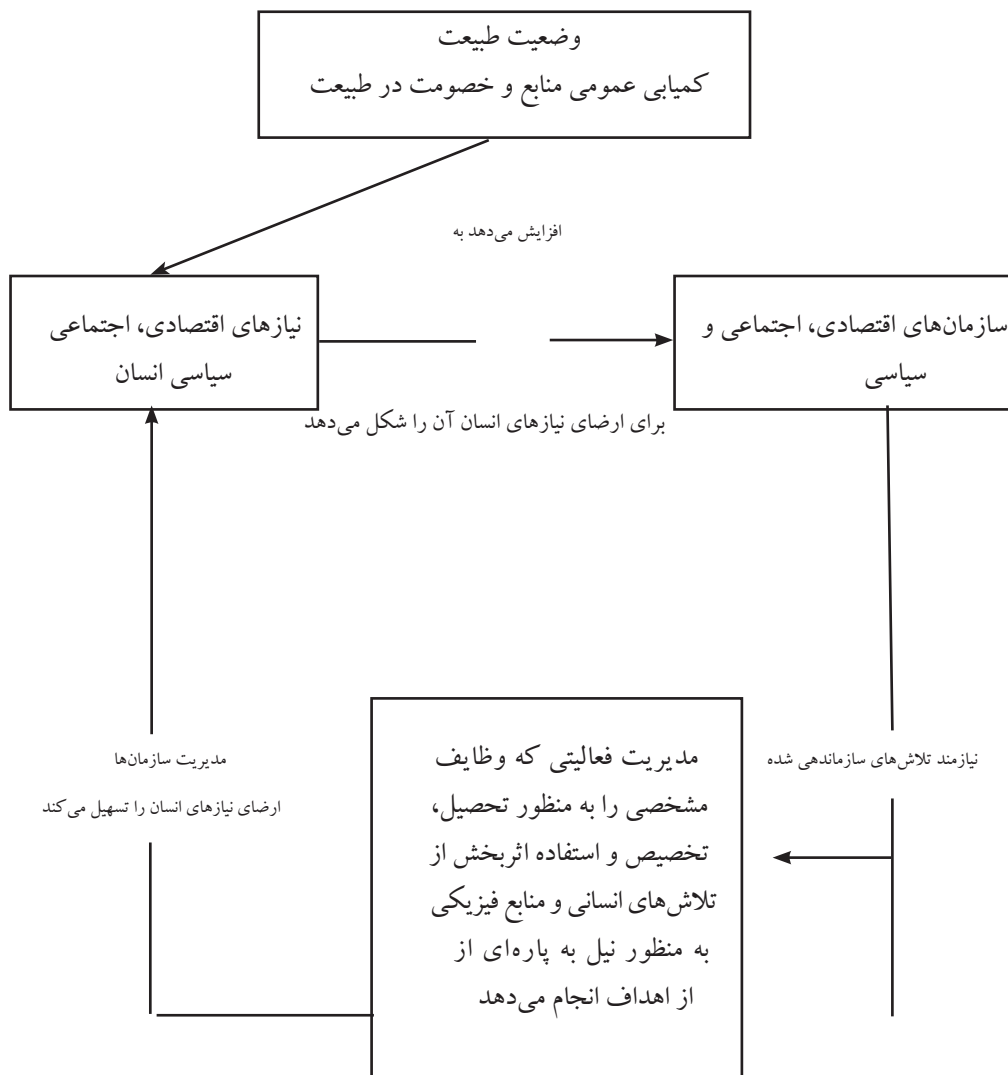 وضعیت طبیعت
کمیابی عمومی منابع و خصومت در طبیعت
افزایش می‌دهد به
نیازهای اقتصادی، اجتماعی
سیاسی انسان
سازمان‌های اقتصادی، اجتماعی و
سیاسی
برای ارضای نیازهای انسان آن را شکل می‌دهد
نیازمند تلاش‌های سازماندهی شده
مدیریت فعالیتی که وظایف
مشخصی را به منظور تحصیل،
تخصیص و استفاده اثربخش از
تلاش‌های انسانی و منابع فیزیکی
به منظور نیل به پاره‌ای از
از اهداف انجام می‌دهد
مدیریت سازمان‌ها
ارضای نیازهای انسان را تسهیل می‌کند